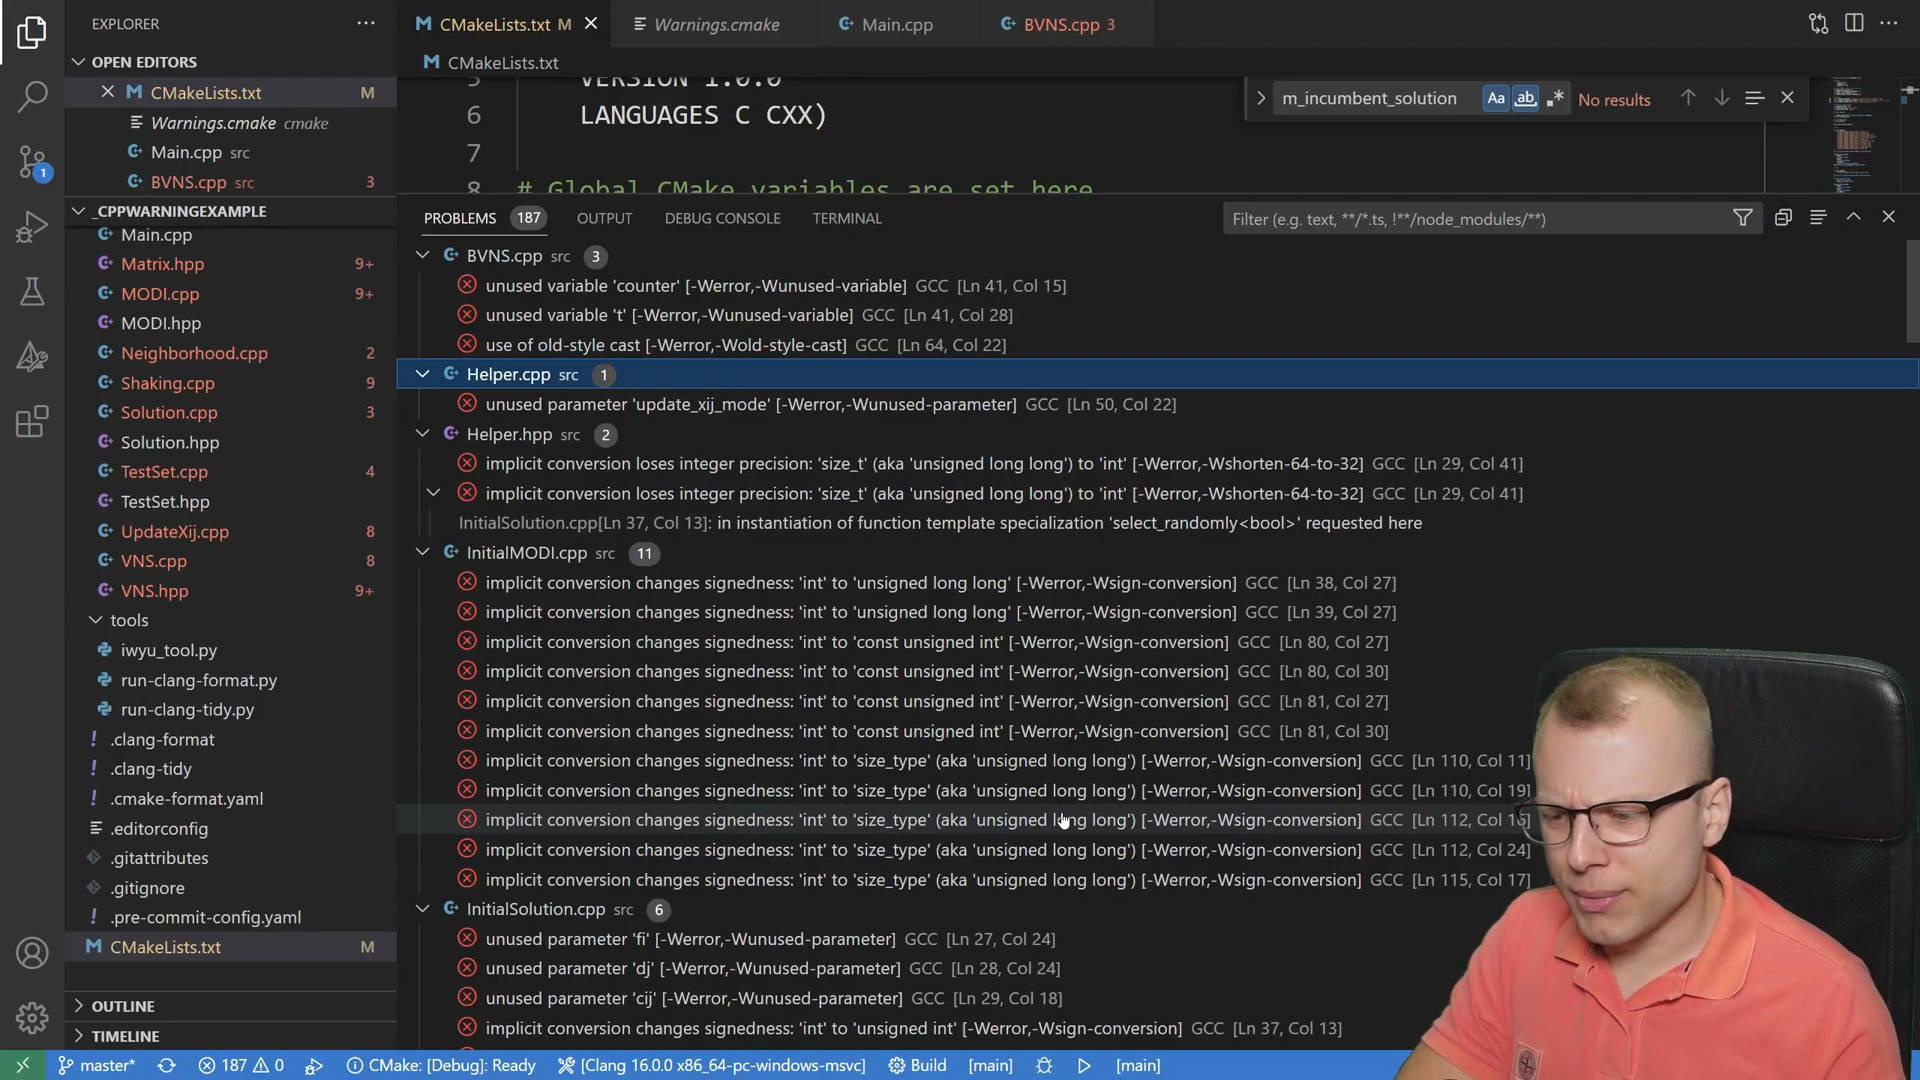 EXPLORER
OPEN EDITORS
CMakeLists.txt M
Warnings.cmake cmake
Main.cpp src
BVNS.cpp src 3
_CPPWARNINGEXAMPLE
Main.cpp
Matrix.hpp 9+
MODI.cpp 9+
MODI.hpp
Neighborhood.cpp 2
Shaking.cpp 9
Solution.cpp 3
Solution.hpp
TestSet.cpp 4
TestSet.hpp
UpdateXij.cpp 8
VNS.cpp 8
VNS.hpp 9+
tools
iwyu_tool.py
run-clang-format.py
run-clang-tidy.py
.clang-format
.clang-tidy
.cmake-format.yaml
.editorconfig
.gitattributes
.gitignore
.pre-commit-config.yaml
CMakeLists.txt M
OUTLINE
TIMELINE
1
CMakeLists.txt M
Warnings.cmake
Main.cpp
BVNS.cpp 3
CMakeLists.txt
5 VERSION 1.0.0
6 LANGUAGES C CXX)
7
8 # Global CMake variables are set here
m_incumbent_solution Aa ab No results
PROBLEMS 187 OUTPUT DEBUG CONSOLE TERMINAL
Filter (e.g. text, **/*.ts, !**/node_modules/**)
BVNS.cpp src 3
unused variable 'counter' [-Werror,-Wunused-variable] GCC [Ln 41, Col 15]
unused variable 't' [-Werror,-Wunused-variable] GCC [Ln 41, Col 28]
use of old-style cast [-Werror,-Wold-style-cast] GCC [Ln 64, Col 22]
Helper.cpp src 1
unused parameter 'update_xij_mode' [-Werror,-Wunused-parameter] GCC [Ln 50, Col 22]
Helper.hpp src 2
implicit conversion loses integer precision: 'size_t' (aka 'unsigned long long') to 'int' [-Werror,-Wshorten-64-to-32] GCC [Ln 29, Col 41]
implicit conversion loses integer precision: 'size_t' (aka 'unsigned long long') to 'int' [-Werror,-Wshorten-64-to-32] GCC [Ln 29, Col 41]
InitialSolution.cpp[Ln 37, Col 13]: in instantiation of function template specialization 'select_randomly<bool>' requested here
InitialMODI.cpp src 11
implicit conversion changes signedness: 'int' to 'unsigned long long' [-Werror,-Wsign-conversion] GCC [Ln 38, Col 27]
implicit conversion changes signedness: 'int' to 'unsigned long long' [-Werror,-Wsign-conversion] GCC [Ln 39, Col 27]
implicit conversion changes signedness: 'int' to 'const unsigned int' [-Werror,-Wsign-conversion] GCC [Ln 80, Col 27]
implicit conversion changes signedness: 'int' to 'const unsigned int' [-Werror,-Wsign-conversion] GCC [Ln 80, Col 30]
implicit conversion changes signedness: 'int' to 'const unsigned int' [-Werror,-Wsign-conversion] GCC [Ln 81, Col 27]
implicit conversion changes signedness: 'int' to 'const unsigned int' [-Werror,-Wsign-conversion] GCC [Ln 81, Col 30]
implicit conversion changes signedness: 'int' to 'size_type' (aka 'unsigned long long') [-Werror,-Wsign-conversion] GCC [Ln 110, Col 11]
implicit conversion changes signedness: 'int' to 'size_type' (aka 'unsigned long long') [-Werror,-Wsign-conversion] GCC [Ln 110, Col 19]
implicit conversion changes signedness: 'int' to 'size_type' (aka 'unsigned long long') [-Werror,-Wsign-conversion] GCC [Ln 112, Col
implicit conversion changes signedness: 'int' to 'size_type' (aka 'unsigned long long') [-Werror,-Wsign-conversion] GCC [Ln 112, Col 24]
implicit conversion changes signedness: 'int' to 'size_type' (aka 'unsigned long long') [-Werror,-Wsign-conversion] GCC [Ln 115, Col 17]
InitialSolution.cpp src 6
unused parameter 'fi' [-Werror,-Wunused-parameter] GCC [Ln 27, Col 24]
unused parameter 'dj' [-Werror,-Wunused-parameter] GCC [Ln 28, Col 24]
unused parameter 'cij' [-Werror,-Wunused-parameter] GCC [Ln 29, Col 18]
implicit conversion changes signedness: 'int' to 'unsigned int' [-Werror,-Wsign-conversion] GCC [Ln 37, Col 13]
master* 187 0 CMake: [Debug]: Ready [Clang 16.0.0 x86_64-pc-windows-msvc] Build [main] [main]